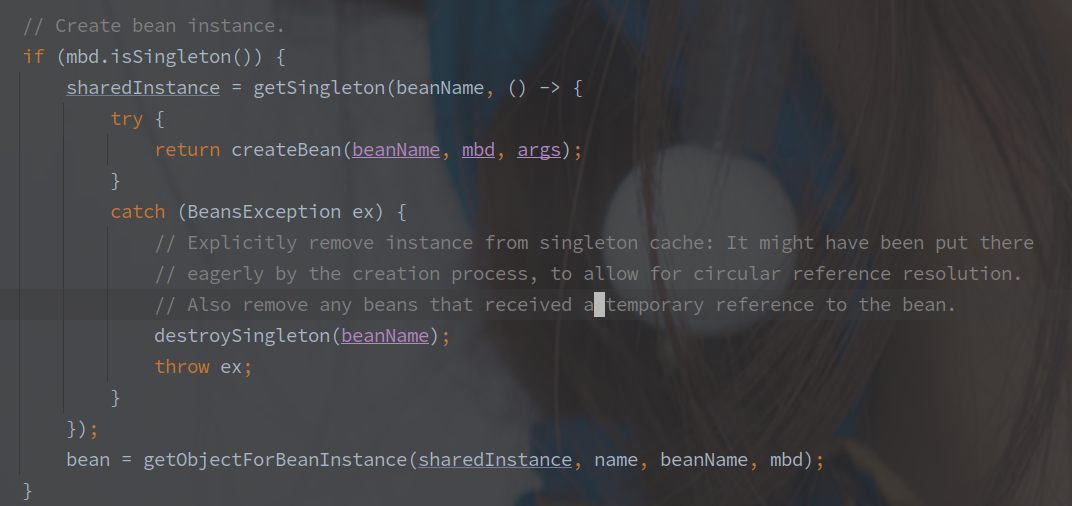 // Create bean instance.
if (mbd.isSingleton()) {
sharedInstance = getSingleton(beanName, () -> {
try {
return createBean(beanName, mbd, args);
}
catch (BeansException ex) {
// Explicitly remove instance from singleton cache: It might have been put there
// eagerly by the creation process, to allow for circular reference resolution.
// Also remove any beans that received a temporary reference to the bean.
destroySingleton(beanName);
throw ex;
}
});
bean = getObjectForBeanInstance(sharedInstance, name, beanName, mbd);
}